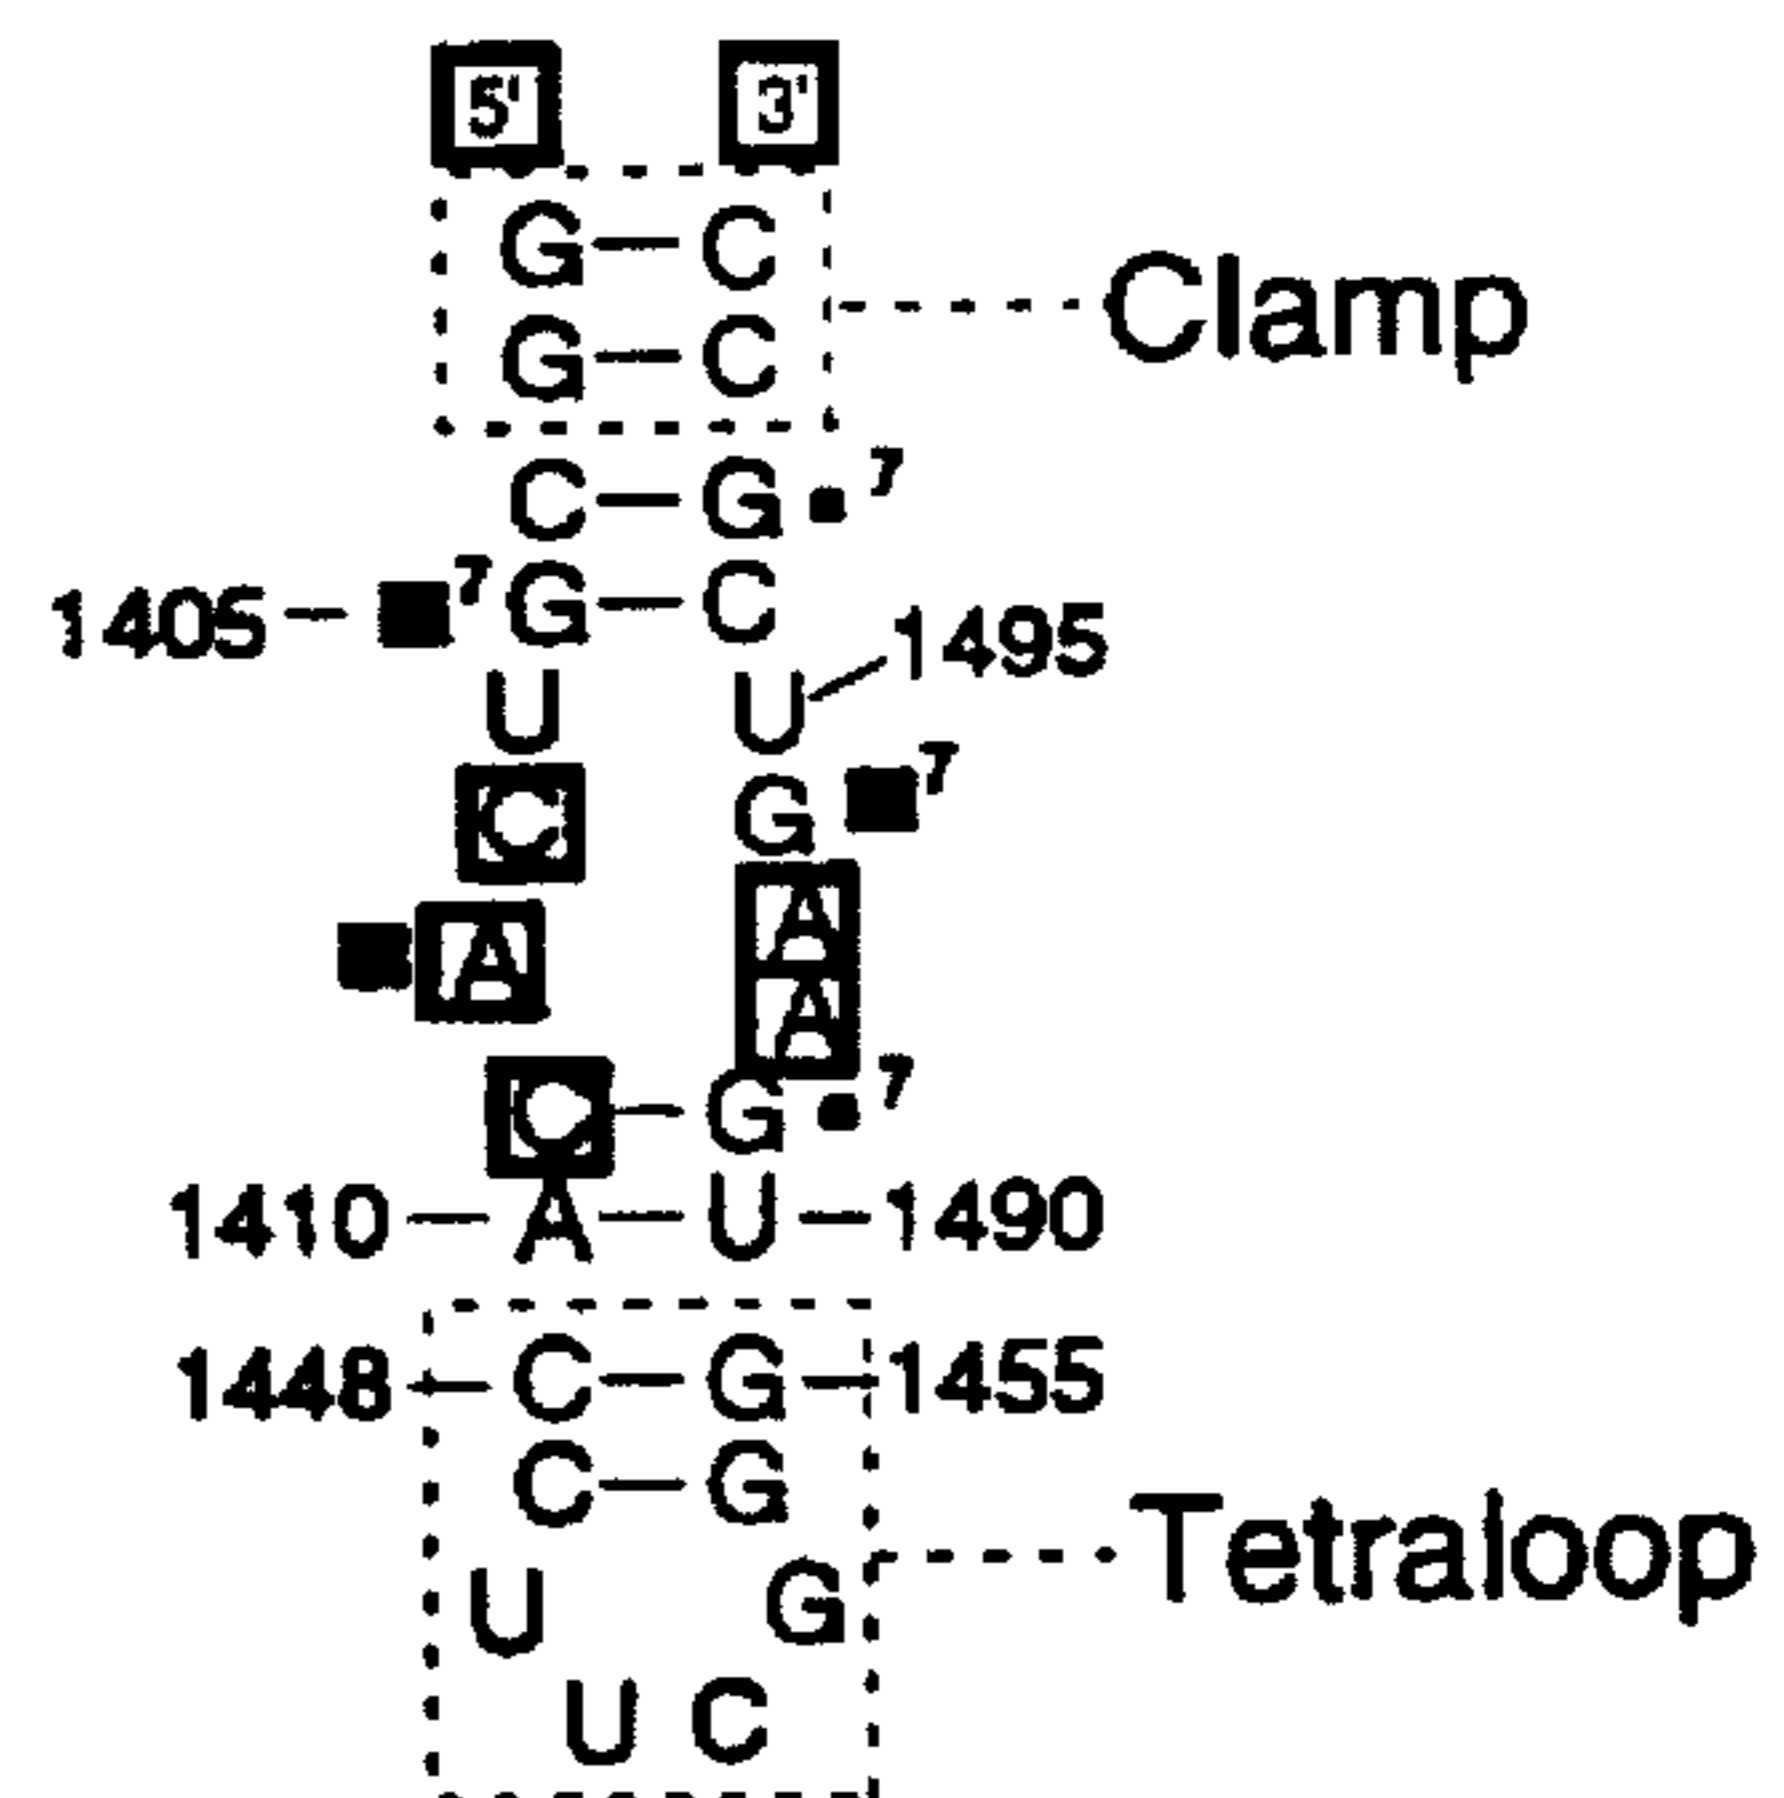 5' 3'
G — C
G — C
Clamp
C — G 7
1405 — 7 G — C
U U 1495
C G 7
A A
A
C — G 7
1410 — A — U — 1490
1448 — C — G — 1455
C — G
Tetraloop
U G
U C